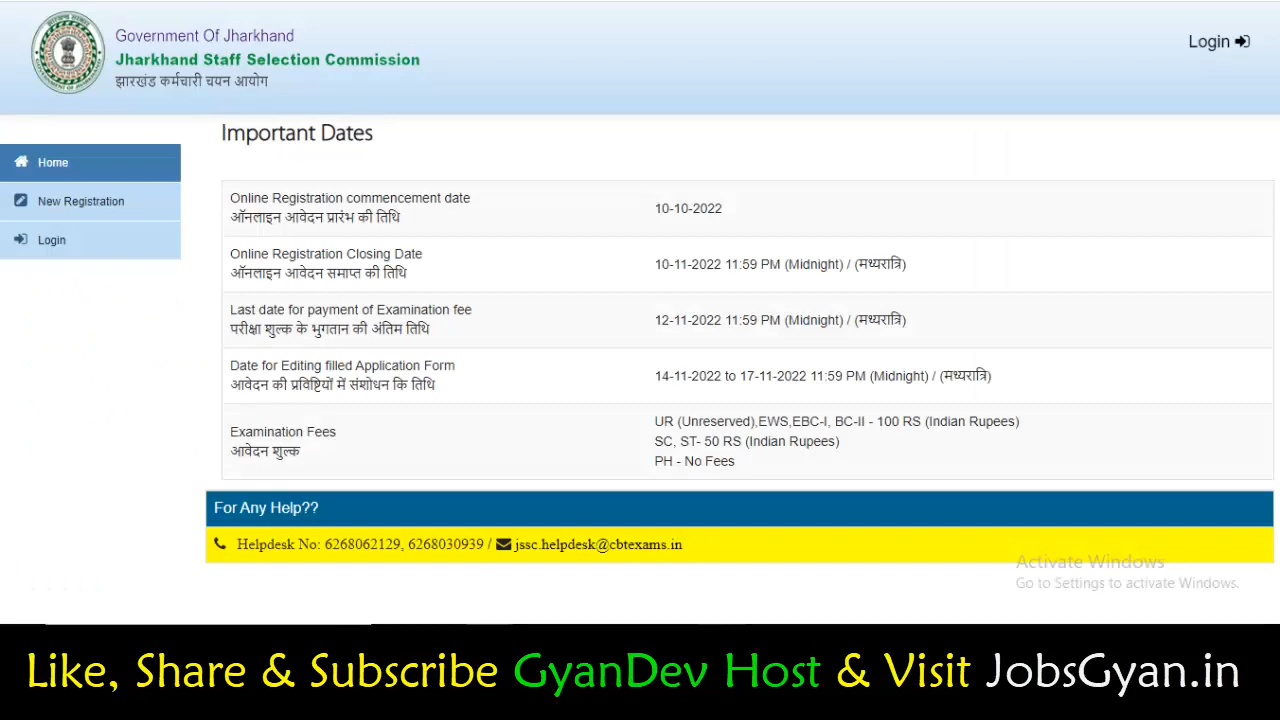 Government Of Jharkhand
Jharkhand Staff Selection Commission
झारखंड कर्मचारी चयन आयोग
Login
Home
New Registration
Login
Important Dates
Online Registration commencement date
ऑनलाइन आवेदन प्रारंभ की तिथि
10-10-2022
Online Registration Closing Date
ऑनलाइन आवेदन समाप्त की तिथि
10-11-2022 11:59 PM (Midnight) / (मध्यरात्रि)
Last date for payment of Examination fee
परीक्षा शुल्क के भुगतान की अंतिम तिथि
12-11-2022 11:59 PM (Midnight) / (मध्यरात्रि)
Date for Editing filled Application Form
आवेदन की प्रविष्टियों में संशोधन कि तिथि
14-11-2022 to 17-11-2022 11:59 PM (Midnight) / (मध्यरात्रि)
Examination Fees
आवेदन शुल्क
UR (Unreserved),EWS,EBC-I, BC-II - 100 RS (Indian Rupees)
SC, ST- 50 RS (Indian Rupees)
PH - No Fees
For Any Help??
Helpdesk No: 6268062129, 6268030939 / jssc.helpdesk@cbtexams.in
Activate Windows
Go to Settings to activate Windows.
Like, Share & Subscribe GyanDev Host & Visit JobsGyan.in